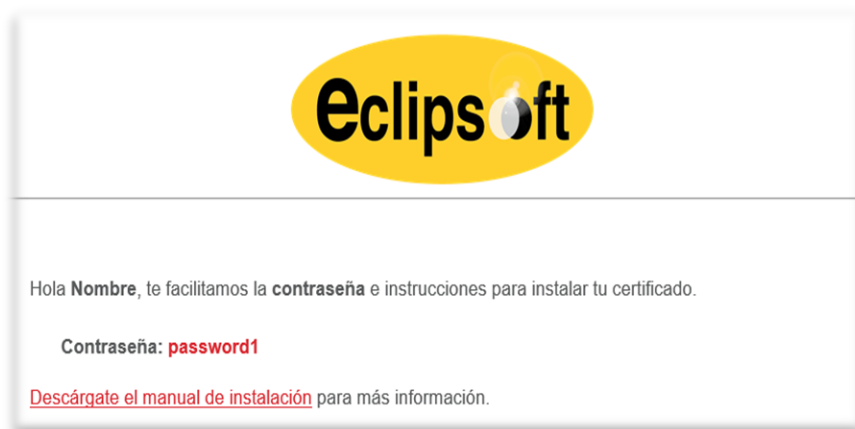 eclipsoft
Hola Nombre, te facilitamos la contraseña e instrucciones para instalar tu certificado.
Contraseña: password1
Descárgate el manual de instalación para más información.